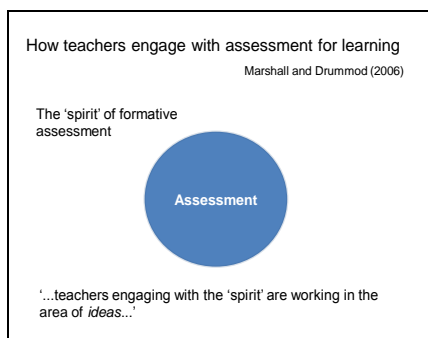 How teachers engage with assessment for learning
Marshall and Drummod (2006)
The ‘spirit’ of formative
assessment
Assessment
‘...teachers engaging with the ‘spirit’ are working in the
area of ideas...’